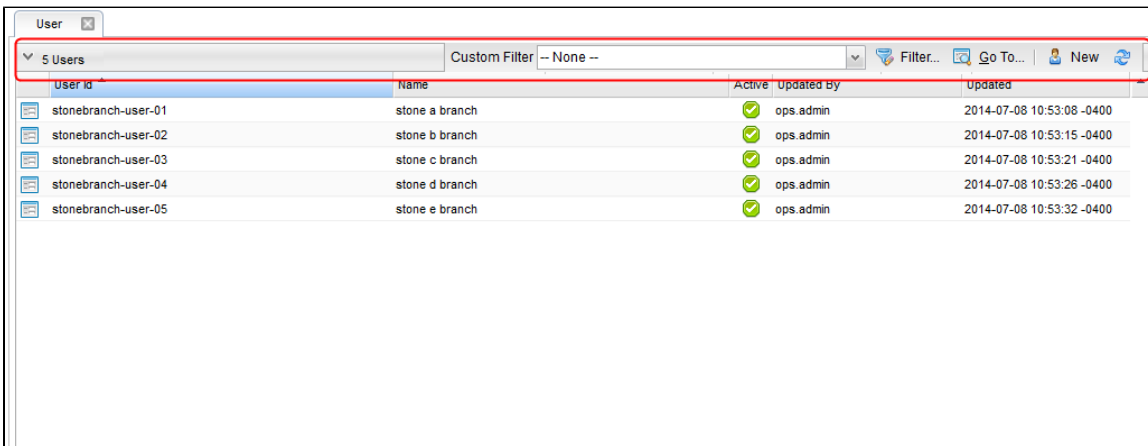 User
5 Users Custom Filter -- None -- Filter... Go To... New
User Id Name Active Updated By Updated
stonebranch-user-01 stone a branch ops.admin 2014-07-08 10:53:08 -0400
stonebranch-user-02 stone b branch ops.admin 2014-07-08 10:53:15 -0400
stonebranch-user-03 stone c branch ops.admin 2014-07-08 10:53:21 -0400
stonebranch-user-04 stone d branch ops.admin 2014-07-08 10:53:26 -0400
stonebranch-user-05 stone e branch ops.admin 2014-07-08 10:53:32 -0400